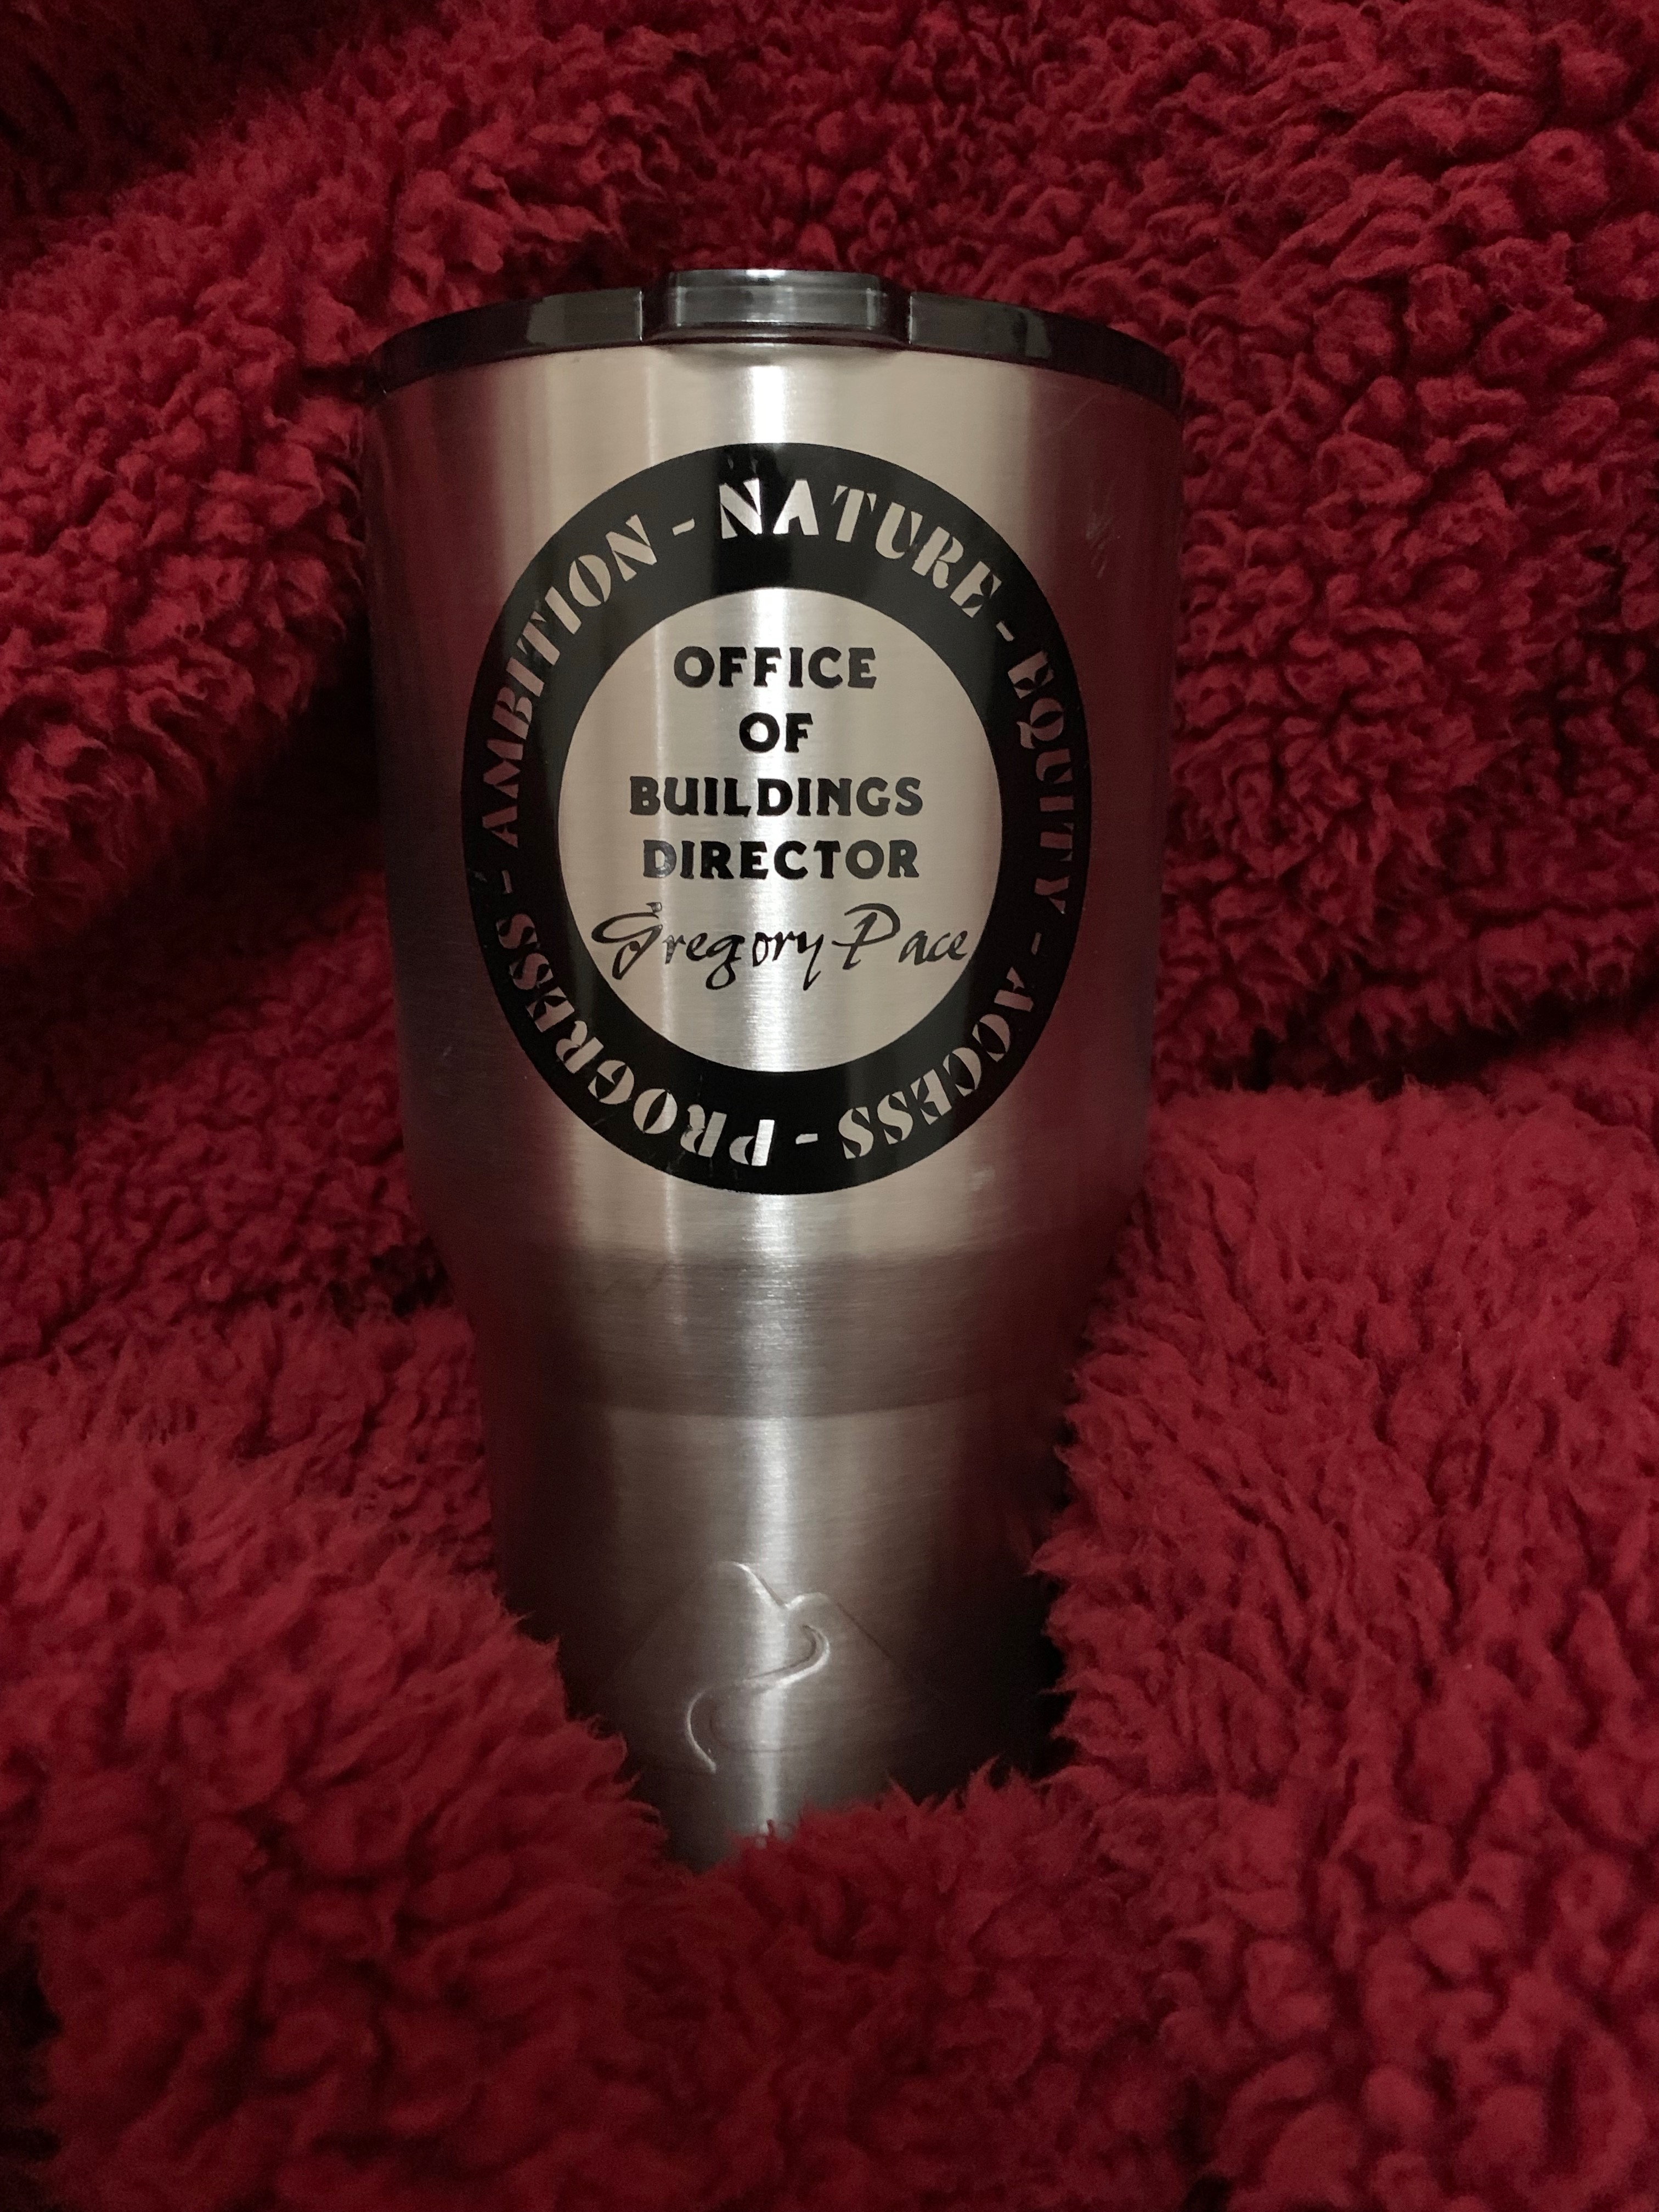 AMBITION - NATURE - EQUITY - ACCESS - PROGRESS -
OFFICE
OF
BUILDINGS
DIRECTOR
Gregory Pace